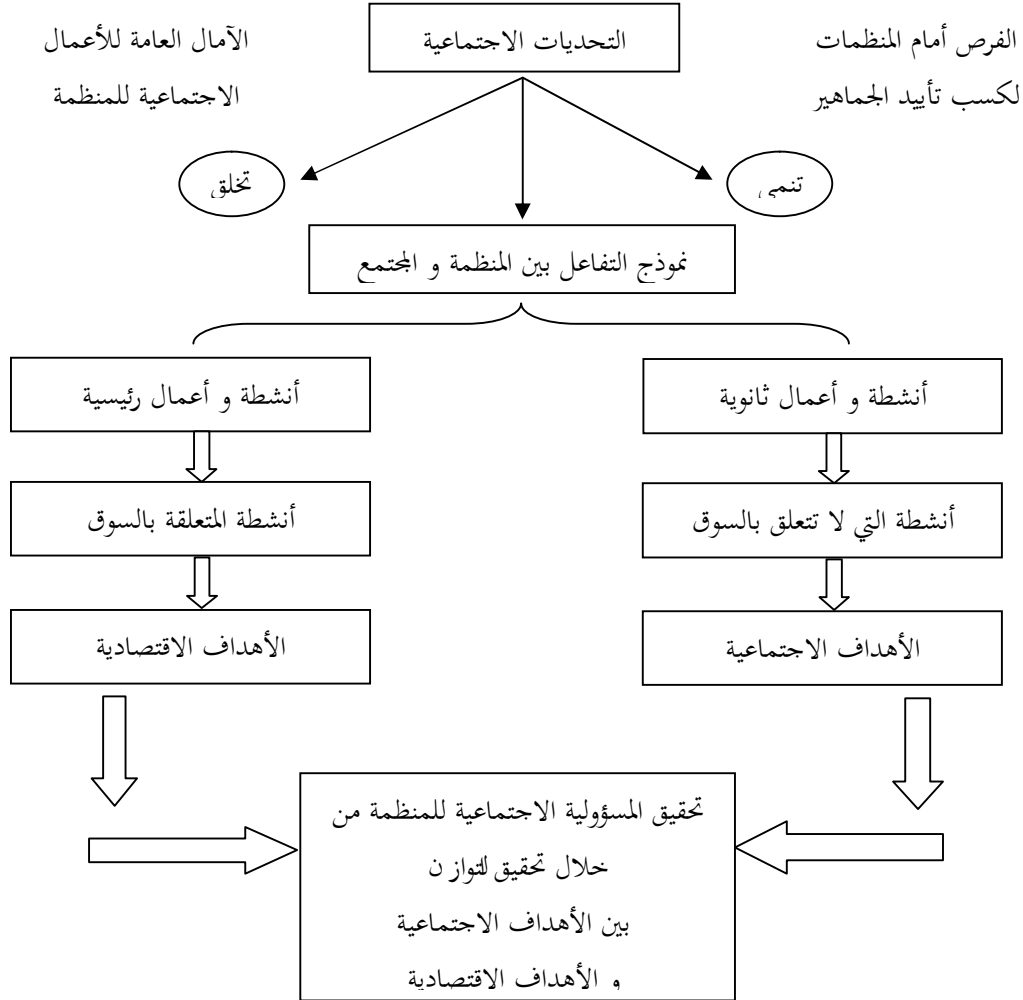 الفرص أمام المنظمات
لكسب تأييد الجماهير
التحديات الاجتماعية
الآمال العامة للأعمال
الاجتماعية للمنظمة
تنمي
تخلق
نموذج التفاعل بين المنظمة و المجتمع
أنشطة و أعمال ثانوية
أنشطة و أعمال رئيسية
أنشطة التي لا تتعلق بالسوق
أنشطة المتعلقة بالسوق
الأهداف الاجتماعية
الأهداف الاقتصادية
تحقيق المسؤولية الاجتماعية للمنظمة من
خلال تحقيق التواز ن
بين الأهداف الاجتماعية
و الأهداف الاقتصادية